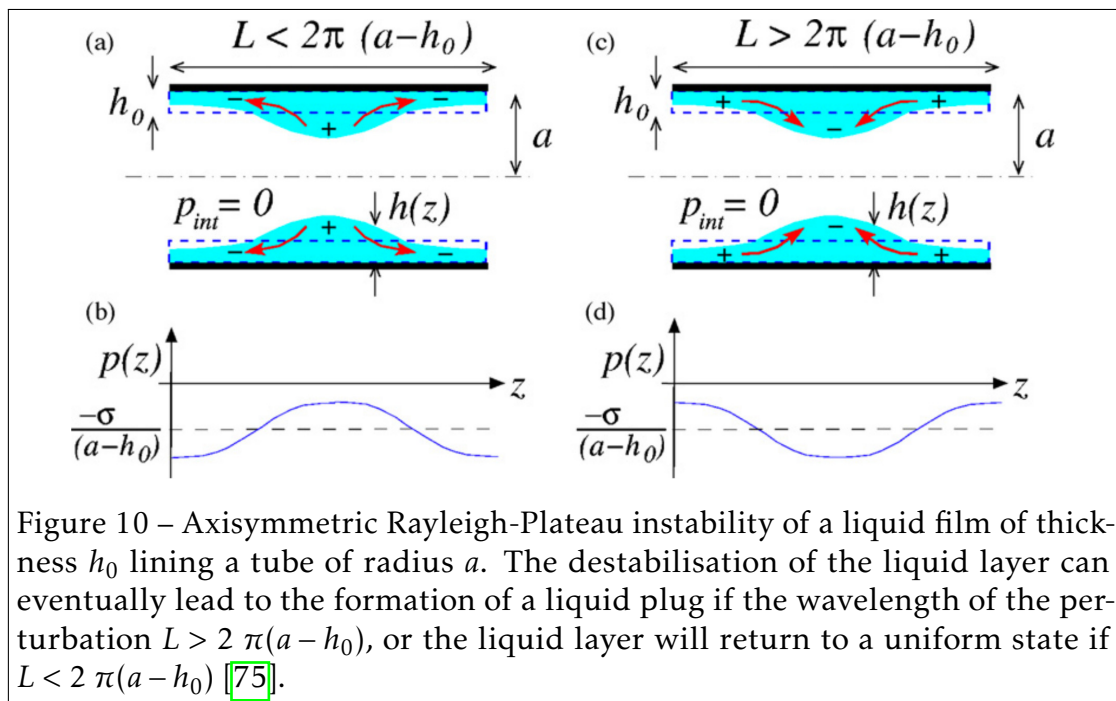 (a) L < 2π (a−h₀) (c) L > 2π (a−h₀)
h₀ − − + a h₀ + + − a
p_int = 0 + h(z) p_int = 0 − h(z)
− − + +
(b) (d)
p(z) z p(z) z
−σ −σ
(a−h₀) (a−h₀)
Figure 10 – Axisymmetric Rayleigh-Plateau instability of a liquid film of thick-
ness h₀ lining a tube of radius a. The destabilisation of the liquid layer can
eventually lead to the formation of a liquid plug if the wavelength of the per-
turbation L > 2 π(a − h₀), or the liquid layer will return to a uniform state if
L < 2 π(a − h₀) [75].